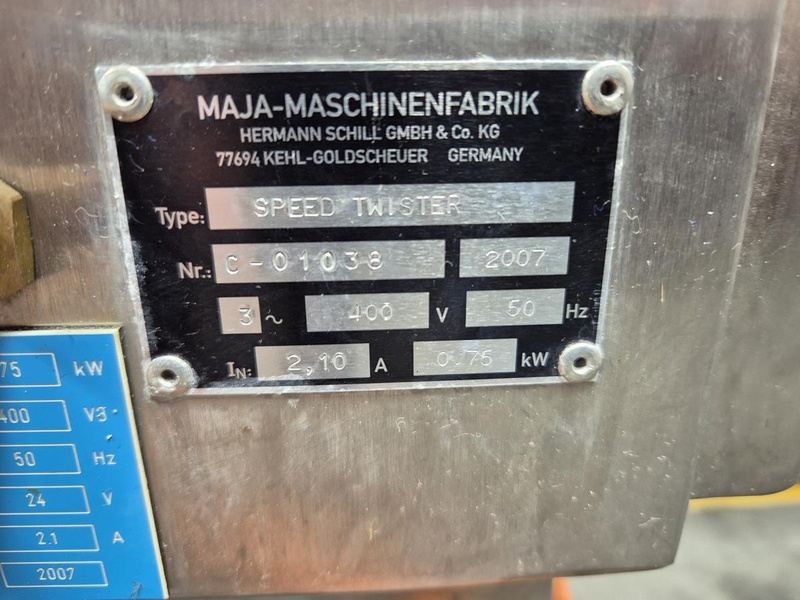 MAJA-MASCHINENFABRIK
HERMANN SCHILL GMBH & Co. KG
77694 KEHL-GOLDSCHEUER GERMANY
Type: SPEED TWISTER
Nr.: C-01038 2007
3 ~ 400 V 50 Hz
IN: 2,10 A 0.75 kW
75 kW
400 V3~
50 Hz
24 V
2.1 A
2007